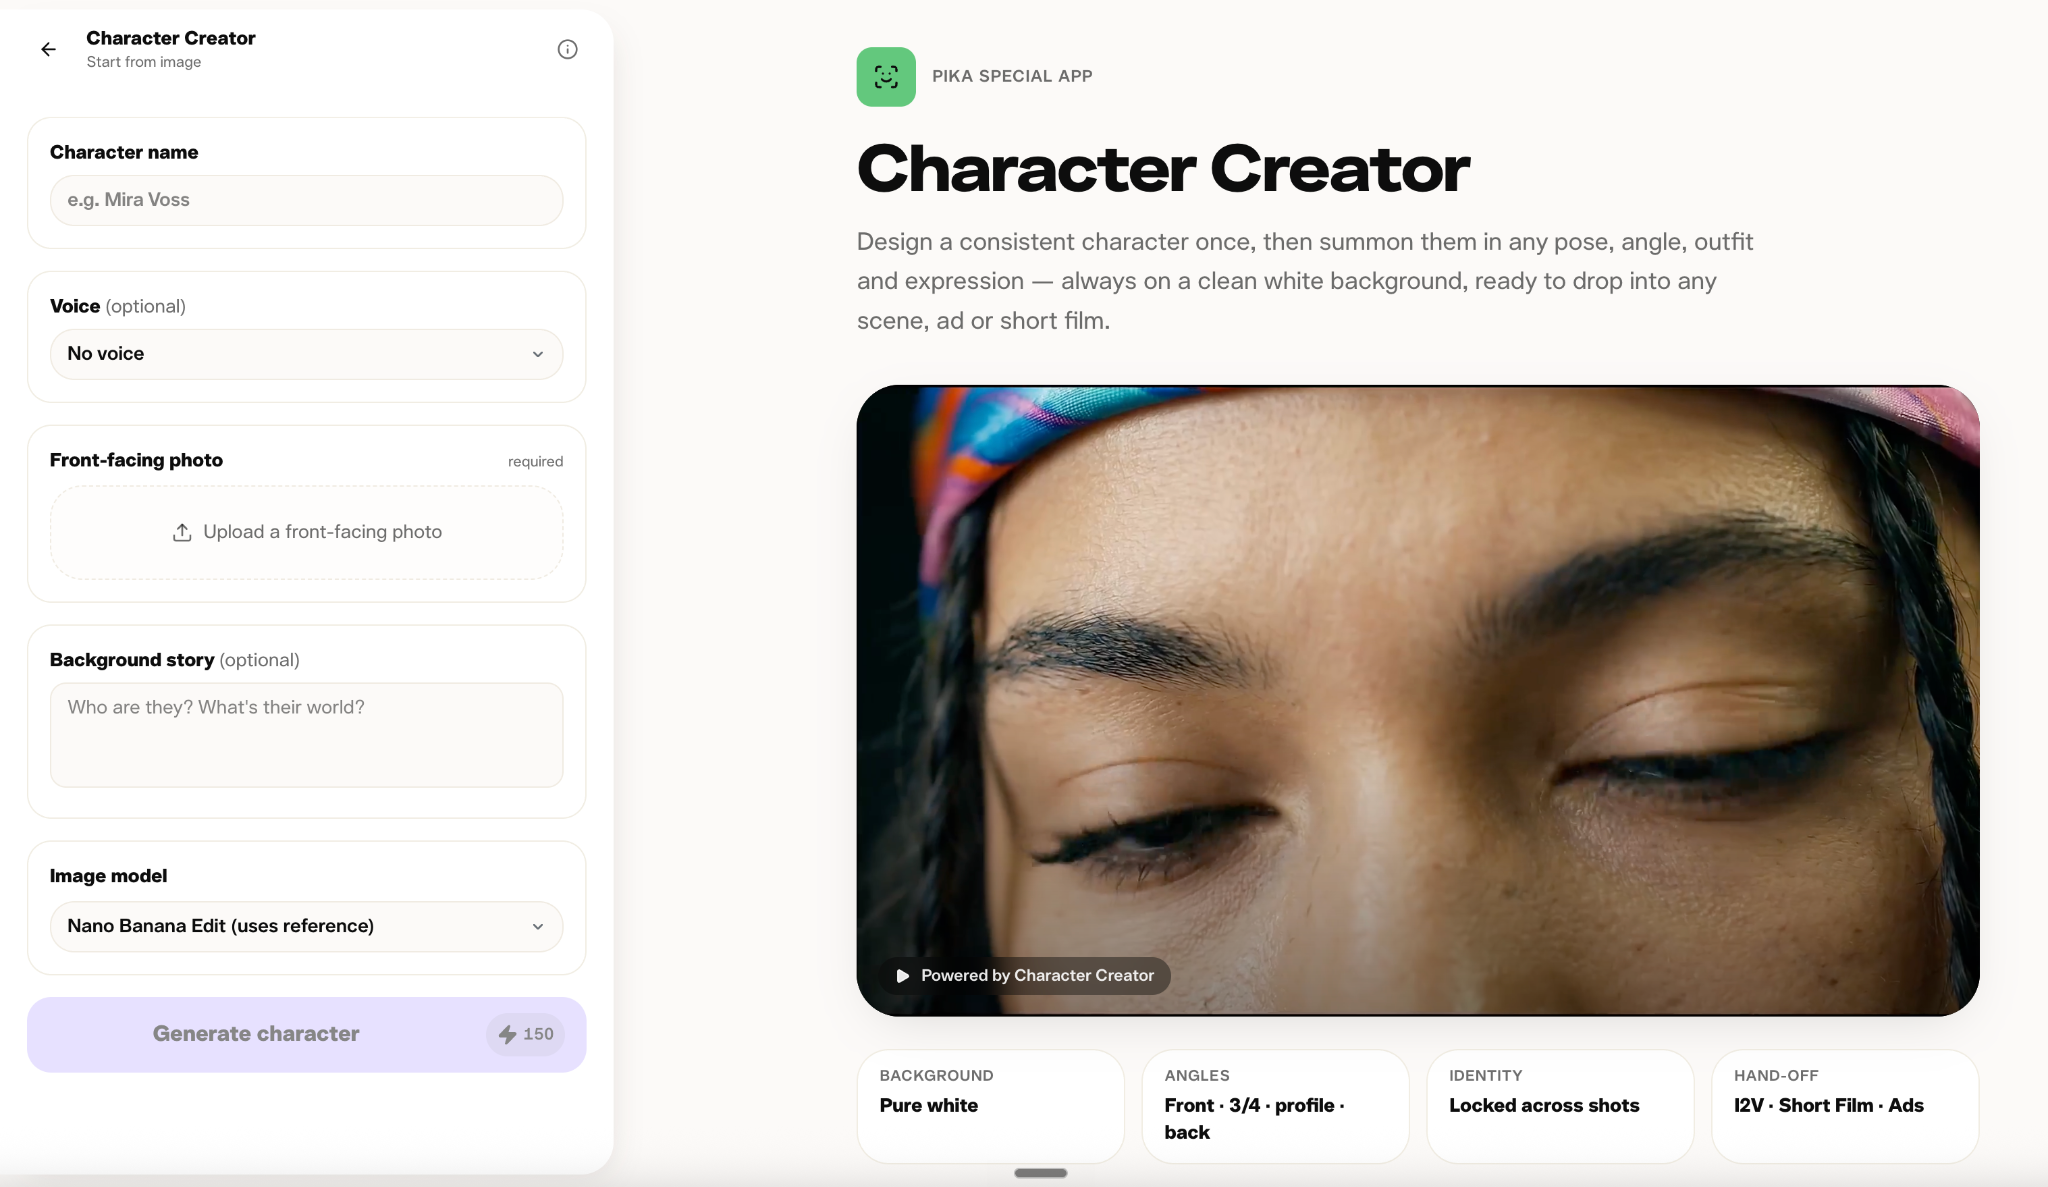 Character Creator
Start from image
Character name
e.g. Mira Voss
Voice (optional)
No voice
Front-facing photo
required
Upload a front-facing photo
Background story (optional)
Who are they? What's their world?
Image model
Nano Banana Edit (uses reference)
Generate character
150
PIKA SPECIAL APP
Character Creator
Design a consistent character once, then summon them in any pose, angle, outfit
and expression — always on a clean white background, ready to drop into any
scene, ad or short film.
Powered by Character Creator
BACKGROUND
Pure white
ANGLES
Front · 3/4 · profile ·
back
IDENTITY
Locked across shots
HAND-OFF
I2V · Short Film · Ads